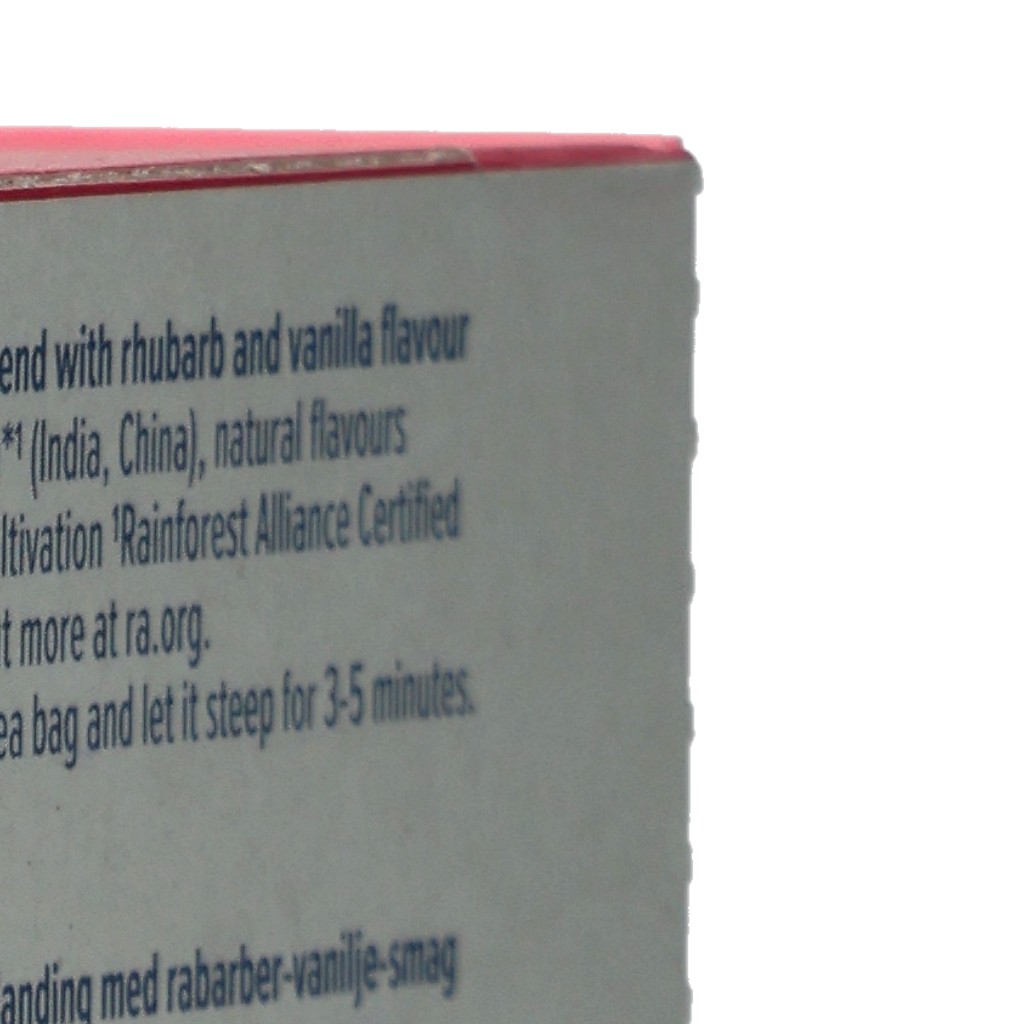 end with rhubarb and vanilla flavour
*¹ (India, China), natural flavours
ltivation ¹Rainforest Alliance Certified
t more at ra.org.
ea bag and let it steep for 3-5 minutes.
landing med rabarber-vanilje-smag